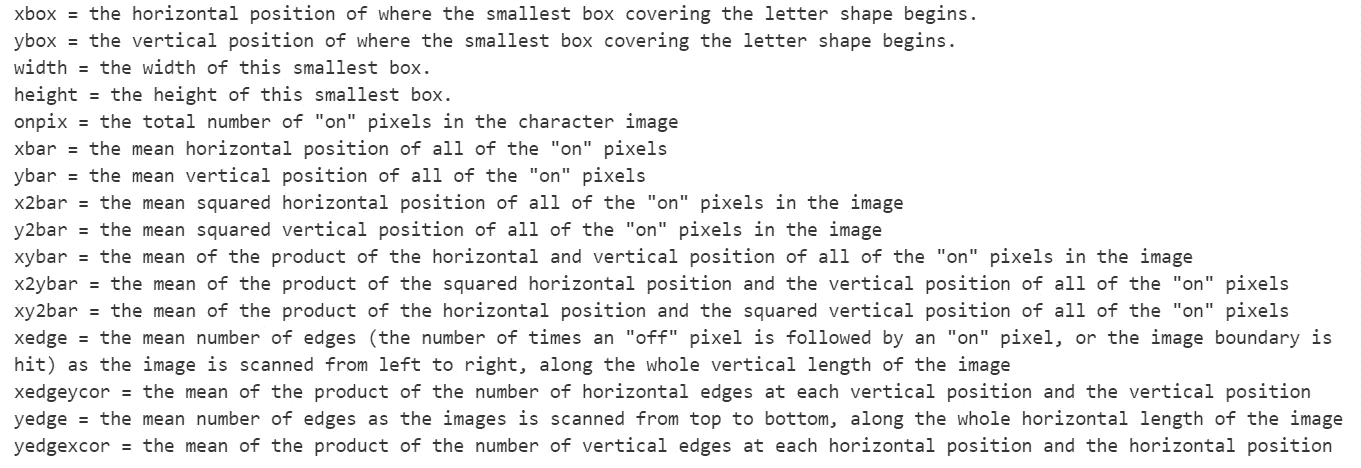 xbox = the horizontal position of where the smallest box covering the letter shape begins.
ybox = the vertical position of where the smallest box covering the letter shape begins.
width = the width of this smallest box.
height = the height of this smallest box.
onpix = the total number of "on" pixels in the character image
xbar = the mean horizontal position of all of the "on" pixels
ybar = the mean vertical position of all of the "on" pixels
x2bar = the mean squared horizontal position of all of the "on" pixels in the image
y2bar = the mean squared vertical position of all of the "on" pixels in the image
xybar = the mean of the product of the horizontal and vertical position of all of the "on" pixels in the image
x2ybar = the mean of the product of the squared horizontal position and the vertical position of all of the "on" pixels
xy2bar = the mean of the product of the horizontal position and the squared vertical position of all of the "on" pixels
xedge = the mean number of edges (the number of times an "off" pixel is followed by an "on" pixel, or the image boundary is
hit) as the image is scanned from left to right, along the whole vertical length of the image
xedgeycor = the mean of the product of the number of horizontal edges at each vertical position and the vertical position
yedge = the mean number of edges as the images is scanned from top to bottom, along the whole horizontal length of the image
yedgexcor = the mean of the product of the number of vertical edges at each horizontal position and the horizontal position